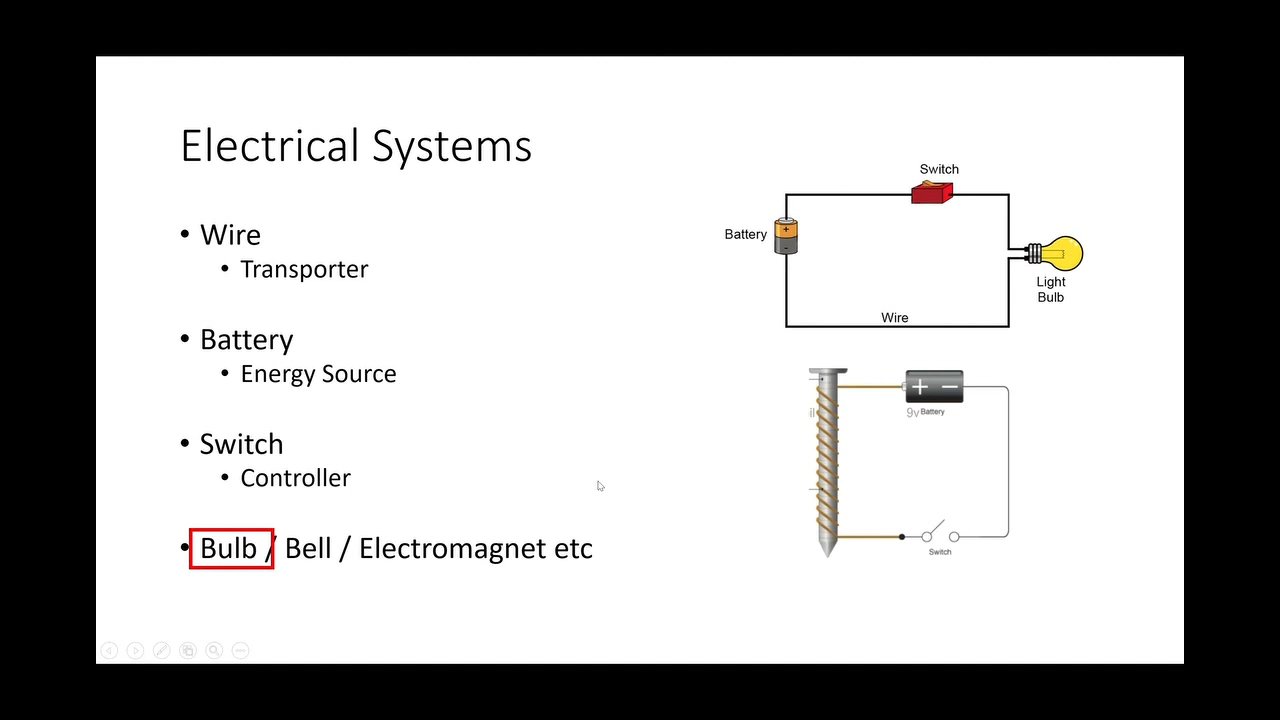 Electrical Systems
• Wire
• Transporter
• Battery
• Energy Source
• Switch
• Controller
• Bulb / Bell / Electromagnet etc
Switch
Battery
+
-
Light
Bulb
Wire
+ −
9v Battery
il
Switch